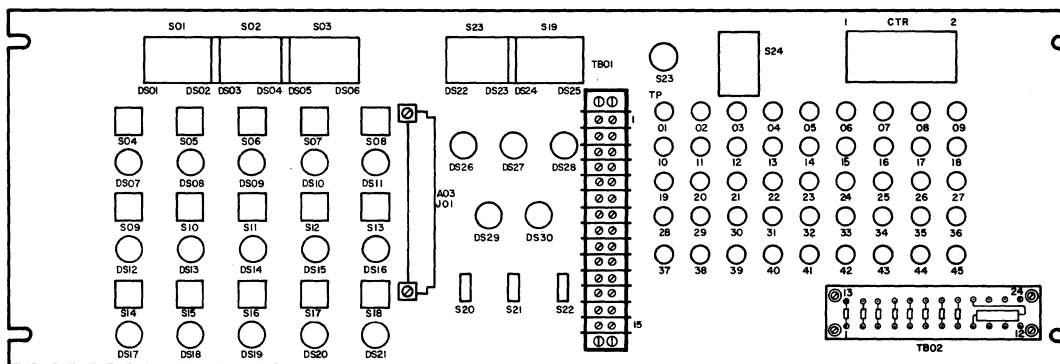 S01 S02 S03
DS01 DS02 DS03 DS04 DS05 DS06
S23 S19
DS22 DS23 DS24 DS25
TB01
1
15
S23
S24
1 CTR 2
S04 S05 S06 S07 S08
DS07 DS08 DS09 DS10 DS11
S09 S10 S11 S12 S13
DS12 DS13 DS14 DS15 DS16
S14 S15 S16 S17 S18
DS17 DS18 DS19 DS20 DS21
A03
J01
DS26 DS27 DS28
DS29 DS30
S20 S21 S22
TP
01 02 03 04 05 06 07 08 09
10 11 12 13 14 15 16 17 18
19 20 21 22 23 24 25 26 27
28 29 30 31 32 33 34 35 36
37 38 39 40 41 42 43 44 45
13 24
1 12
TB02